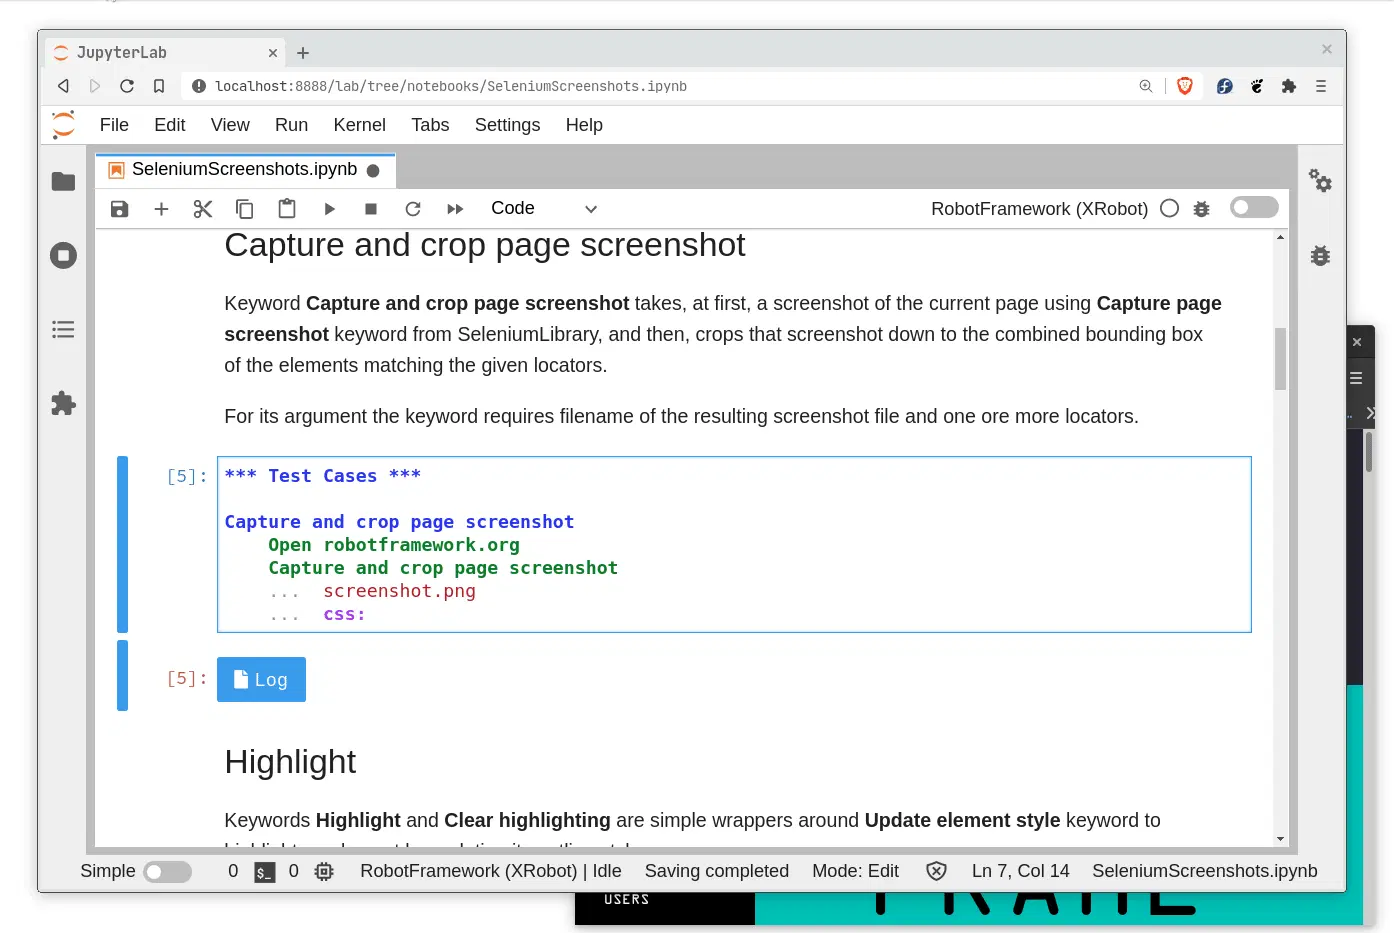 JupyterLab
localhost:8888/lab/tree/notebooks/SeleniumScreenshots.ipynb
File Edit View Run Kernel Tabs Settings Help
SeleniumScreenshots.ipynb
Code
RobotFramework (XRobot)
Capture and crop page screenshot
Keyword Capture and crop page screenshot takes, at first, a screenshot of the current page using Capture page
screenshot keyword from SeleniumLibrary, and then, crops that screenshot down to the combined bounding box
of the elements matching the given locators.
For its argument the keyword requires filename of the resulting screenshot file and one ore more locators.
[5]: *** Test Cases ***
Capture and crop page screenshot
Open robotframework.org
Capture and crop page screenshot
... screenshot.png
... css:
[5]: Log
Highlight
Keywords Highlight and Clear highlighting are simple wrappers around Update element style keyword to
Simple 0 $_ 0 RobotFramework (XRobot) | Idle Saving completed Mode: Edit Ln 7, Col 14 SeleniumScreenshots.ipynb
USERS